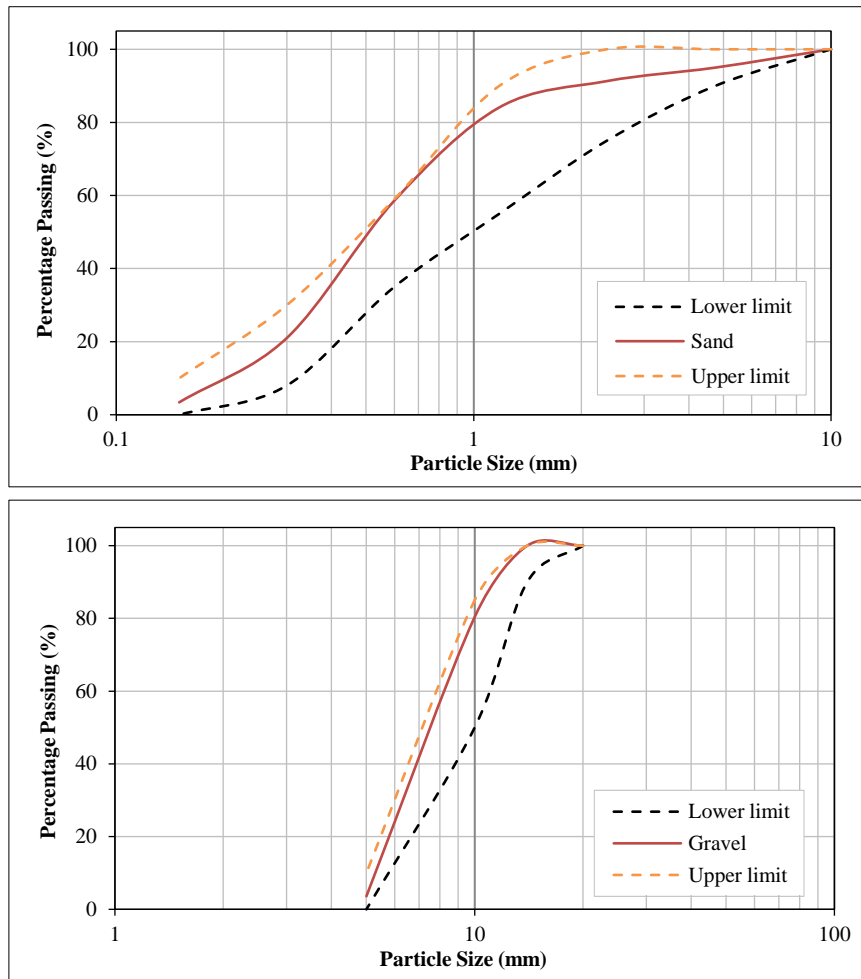 Percentage Passing (%)
100
80
60
40
20
0
0.1
1
10
Particle Size (mm)
Lower limit
Sand
Upper limit
Percentage Passing (%)
100
80
60
40
20
0
1
10
100
Particle Size (mm)
Lower limit
Gravel
Upper limit